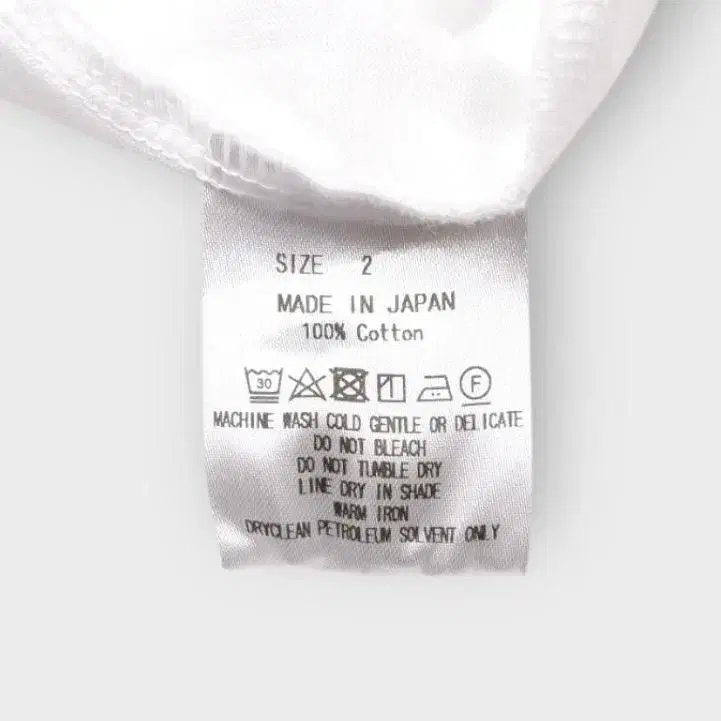 SIZE 2
MADE IN JAPAN
100% Cotton
30 F
MACHINE WASH COLD GENTLE OR DELICATE
DO NOT BLEACH
DO NOT TUMBLE DRY
LINE DRY IN SHADE
WARM IRON
DRYCLEAN PETROLEUM SOLVENT ONLY